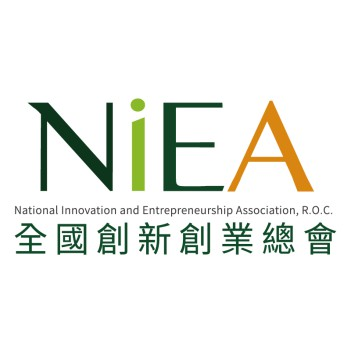 NiEA
National Innovation and Entrepreneurship Association, R.O.C.
全國創新創業總會